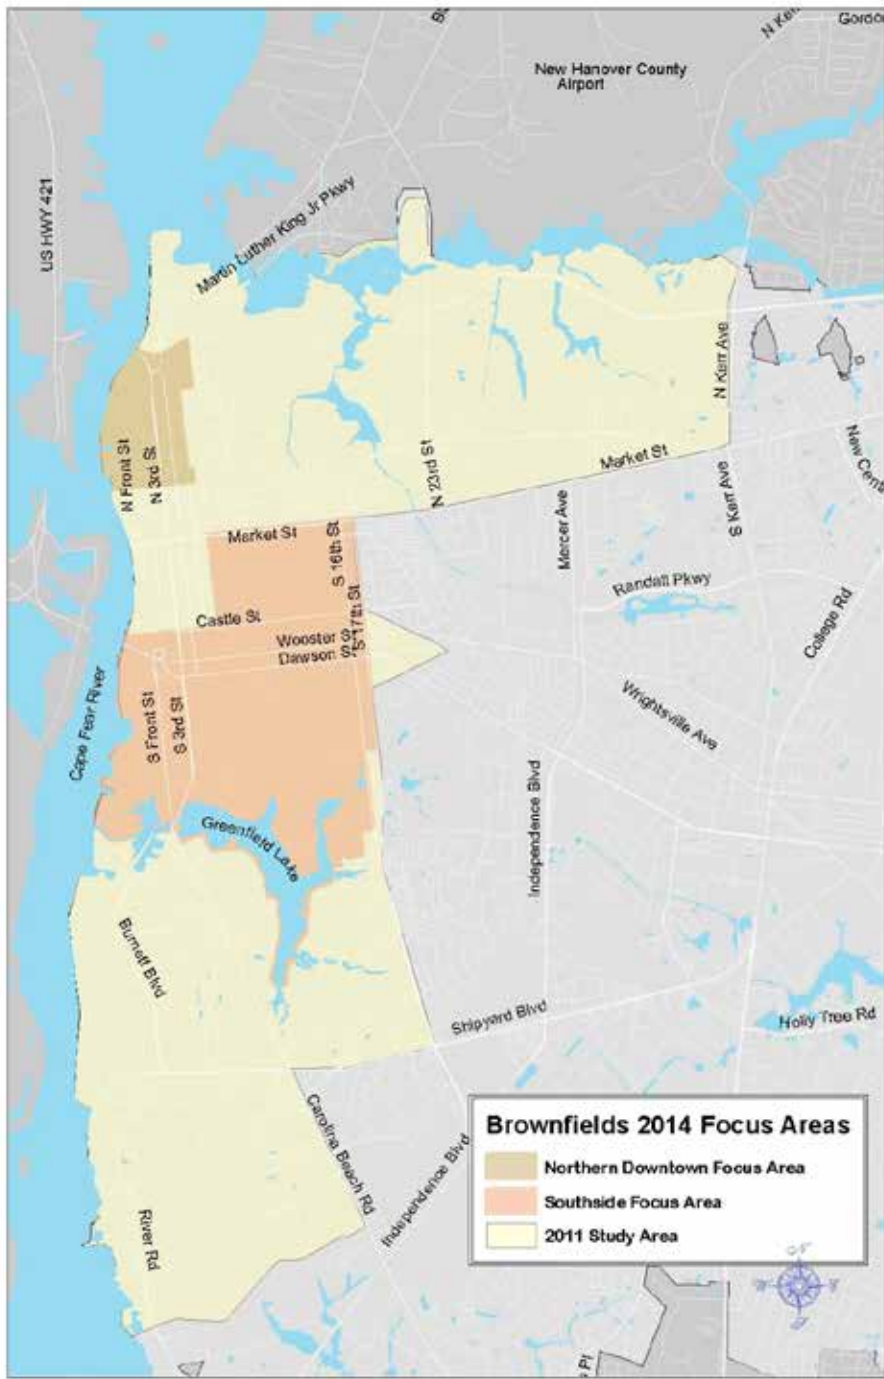 N Kerr
Gordon
New Hanover County
Airport
US HWY 421
Martin Luther King Jr Pkwy
N Front St
N 3rd St
N 23rd St
N Kerr Ave
Market St
New Cent
S Kerr Ave
Mercer Ave
Market St
S 16th St
Randall Pkwy
College Rd
Castle St
Wooster St
Dawson St
S 17th St
Cape Fear River
S Front St
S 3rd St
Wrightsville Ave
Independence Blvd
Greenfield Lake
Burnett Blvd
Shipyard Blvd
Holly Tree Rd
Carolina Beach Rd
Independence Blvd
River Rd
Brownfields 2014 Focus Areas
Northern Downtown Focus Area
Southside Focus Area
2011 Study Area
N
W
E
S
s Pl